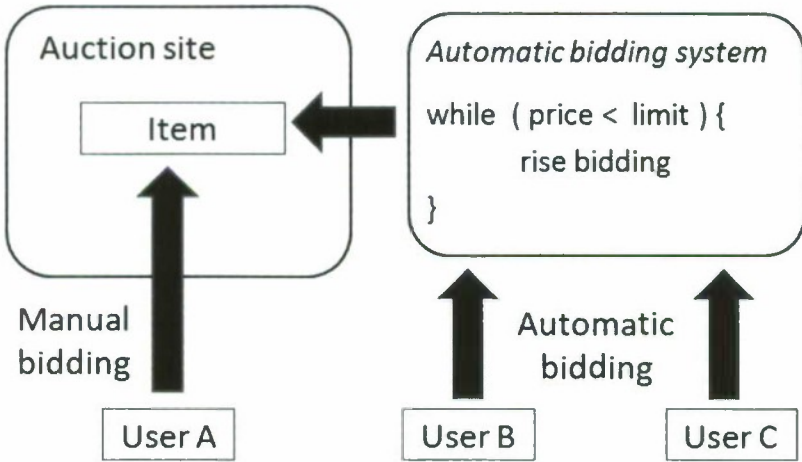 Auction site
Item
Automatic bidding system
while ( price < limit ) {
rise bidding
}
Manual
bidding
Automatic
bidding
User A
User B
User C